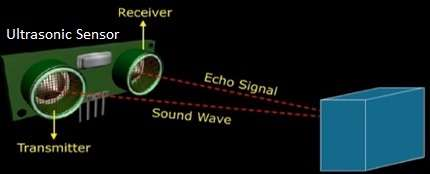 Receiver
Ultrasonic Sensor
Echo Signal
Sound Wave
Transmitter